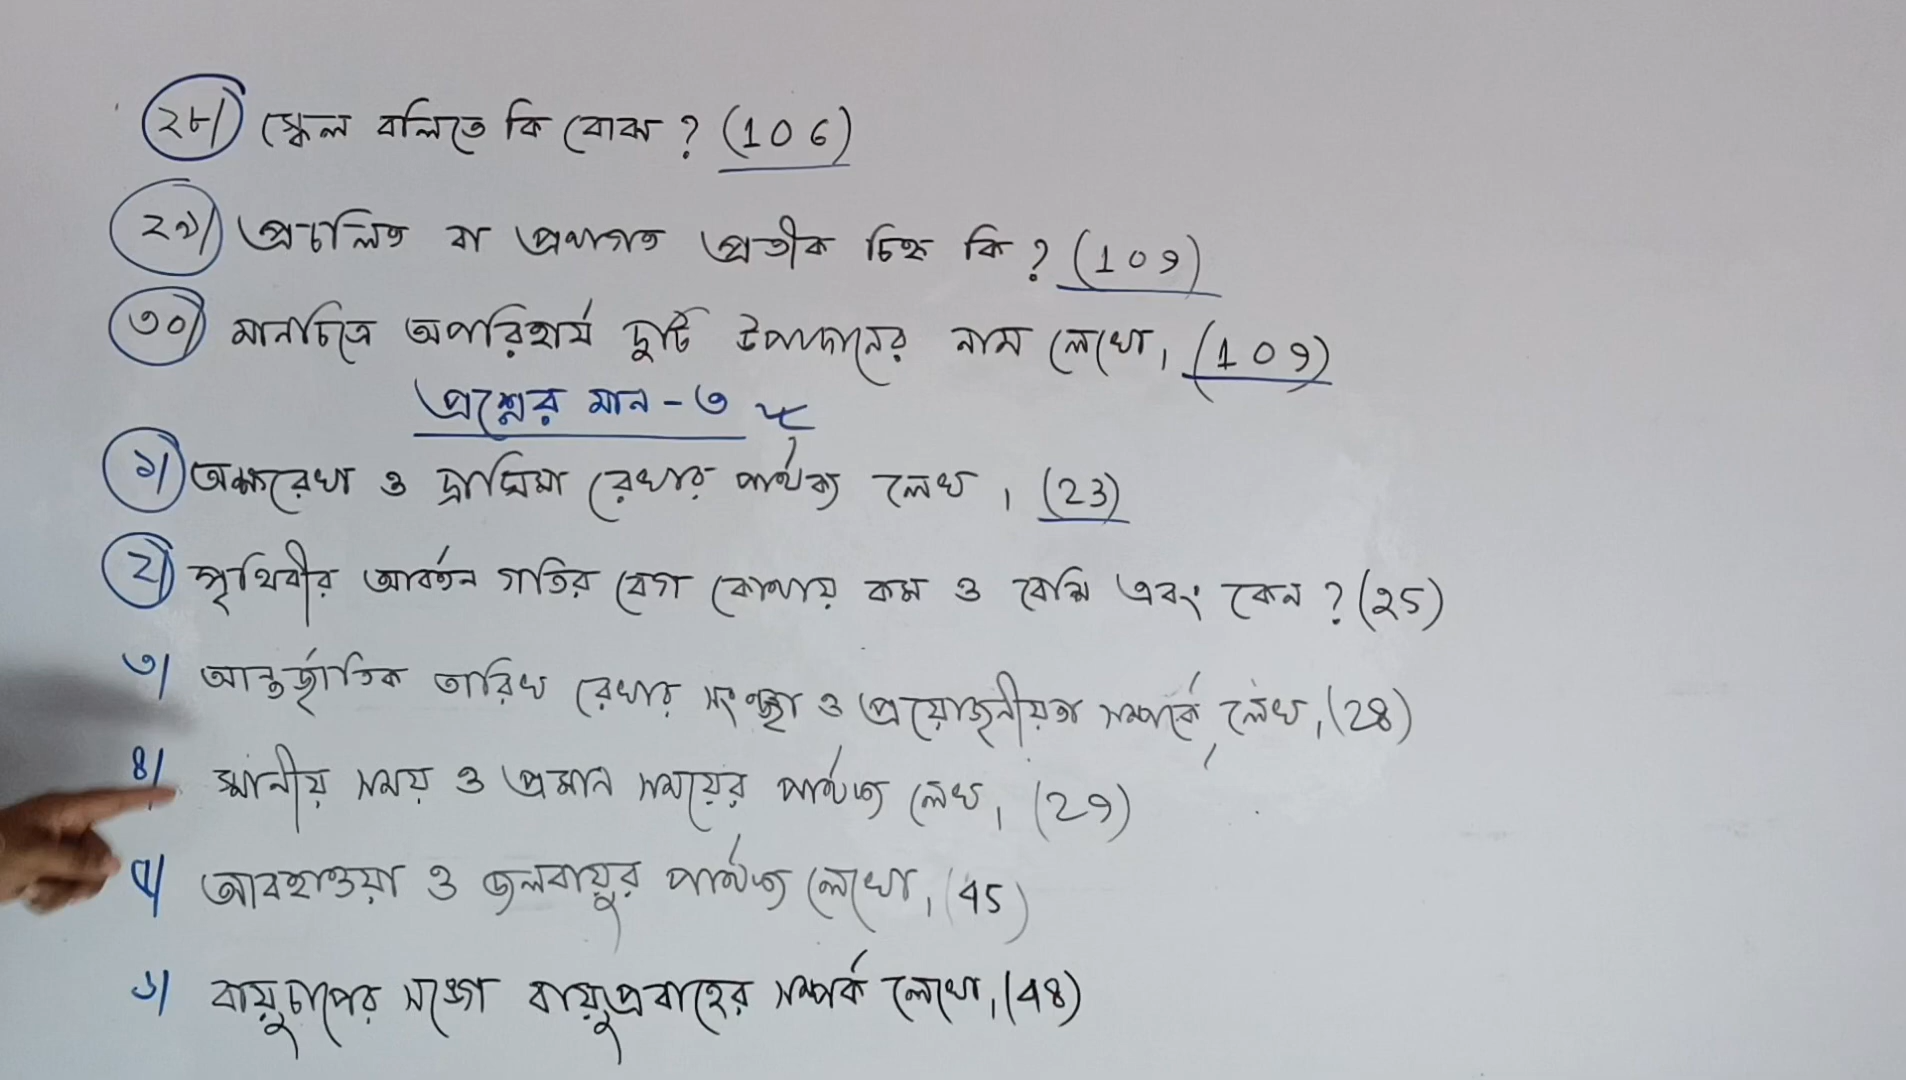 ২৮/ স্কেল বলিতে কি বোঝ ? (106)
২৯/ প্রচলিত বা প্রথাগত প্রতীক চিহ্ন কি ? (109)
৩০/ মানচিত্রে অপরিহার্য দুটি উপাদানের নাম লেখো, (109)
প্রশ্নের মান - ৩
১/ অক্ষরেখা ও দ্রাঘিমা রেখার পার্থক্য লেখ । (23)
২/ পৃথিবীর আবর্তন গতির বেগ কোথায় কম ও বেশি এবং কেন ? (25)
৩/ আন্তর্জাতিক তারিখ রেখার সংজ্ঞা ও প্রয়োজনীয়তা সম্পর্কে লেখ, (28)
৪/ স্থানীয় সময় ও প্রমান সময়ের পার্থক্য লেখ, (29)
৫/ আবহাওয়া ও জলবায়ুর পার্থক্য লেখো, (45)
৬/ বায়ুচাপের সঙ্গে বায়ুপ্রবাহের সম্পর্ক লেখো, (48)